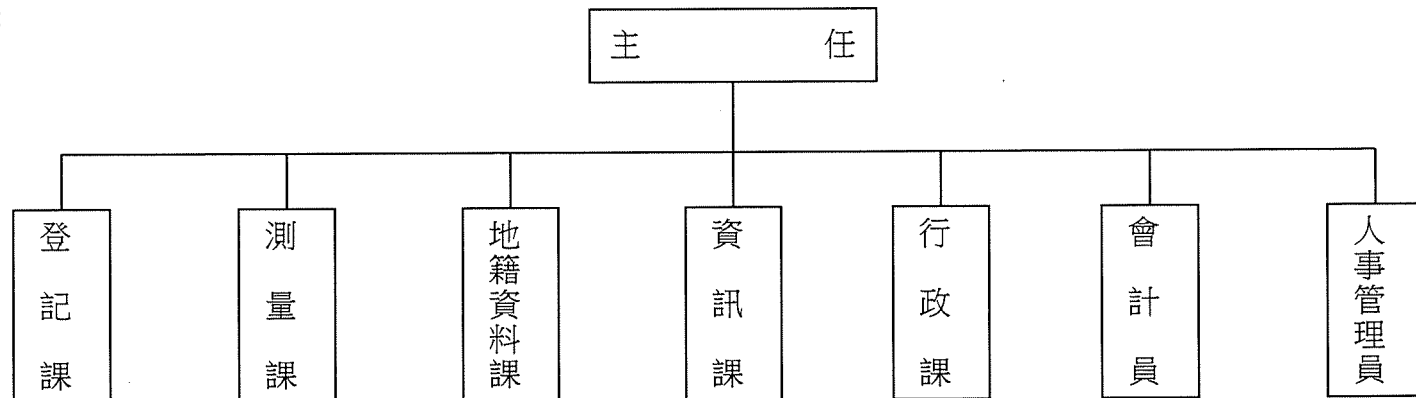 主任
登記課
測量課
地籍資料課
資訊課
行政課
會計員
人事管理員